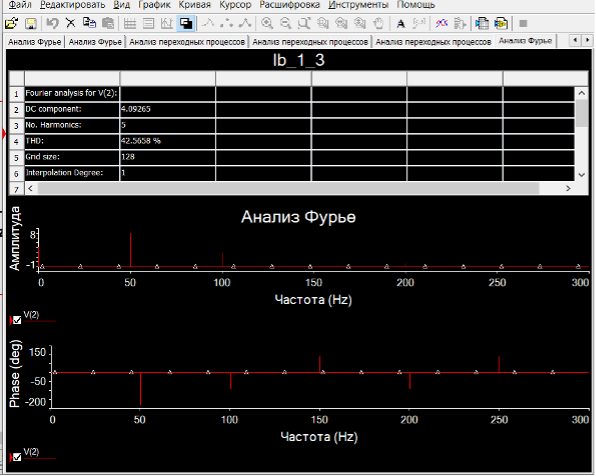 Файл Редактировать Вид График Кривая Курсор Расшифровка Инструменты Помощь
Анализ Фурье Анализ Фурье Анализ переходных процессов Анализ переходных процессов Анализ переходных процессов Анализ Фурье
lb_1_3
1 Fourier analysis for V(2):
2 DC component: 4.09265
3 No. Harmonics: 5
4 THD: 42.5658 %
5 Grid size: 128
6 Interpolation Degree: 1
7
Анализ Фурье
Амплитуда
8
-1
0 50 100 150 200 250 300
Частота (Hz)
V(2)
Phase (deg)
150
-50
-200
0 50 100 150 200 250 300
Частота (Hz)
V(2)